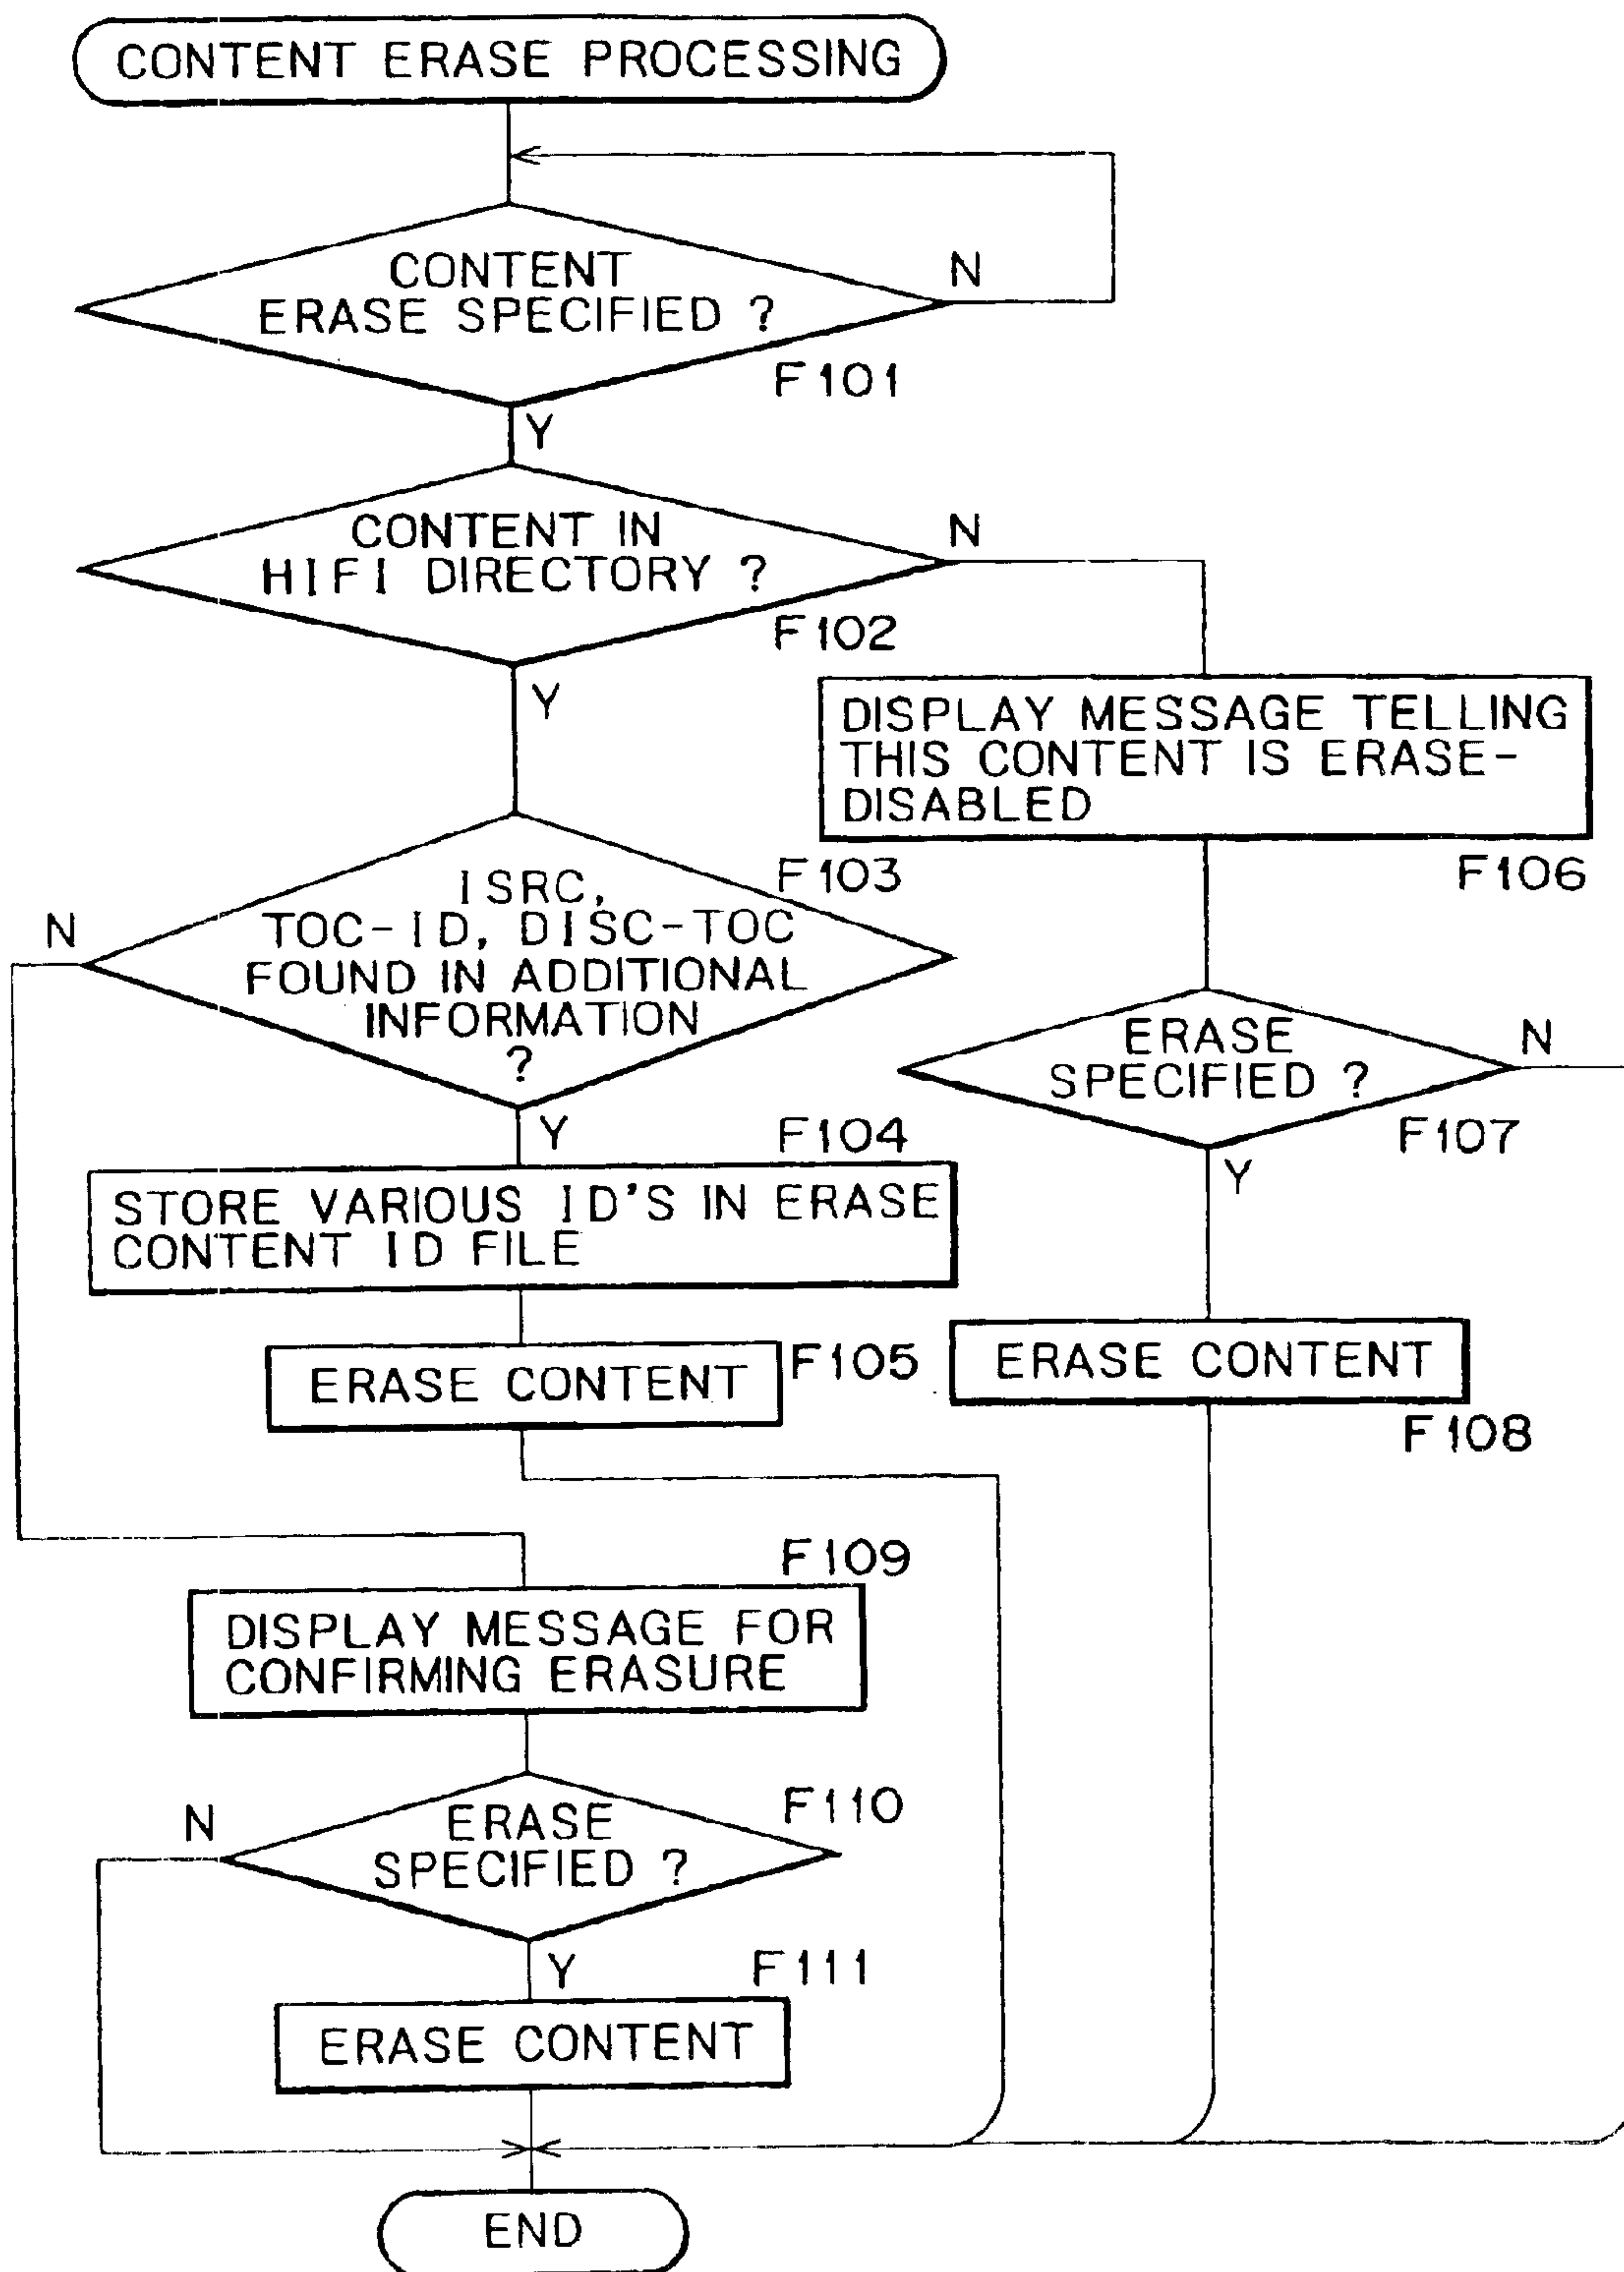 CONTENT ERASE PROCESSING
CONTENT
ERASE SPECIFIED ?
N
F101
Y
CONTENT IN
HIFI DIRECTORY ?
N
F102
Y
DISPLAY MESSAGE TELLING
THIS CONTENT IS ERASE-
DISABLED
F106
F103
ISRC,
TOC-ID, DISC-TOC
FOUND IN ADDITIONAL
INFORMATION
?
N
Y
ERASE
SPECIFIED ?
N
F107
Y
F104
STORE VARIOUS ID'S IN ERASE
CONTENT ID FILE
ERASE CONTENT
F105
ERASE CONTENT
F108
F109
DISPLAY MESSAGE FOR
CONFIRMING ERASURE
N
ERASE
SPECIFIED ?
F110
Y
F111
ERASE CONTENT
END